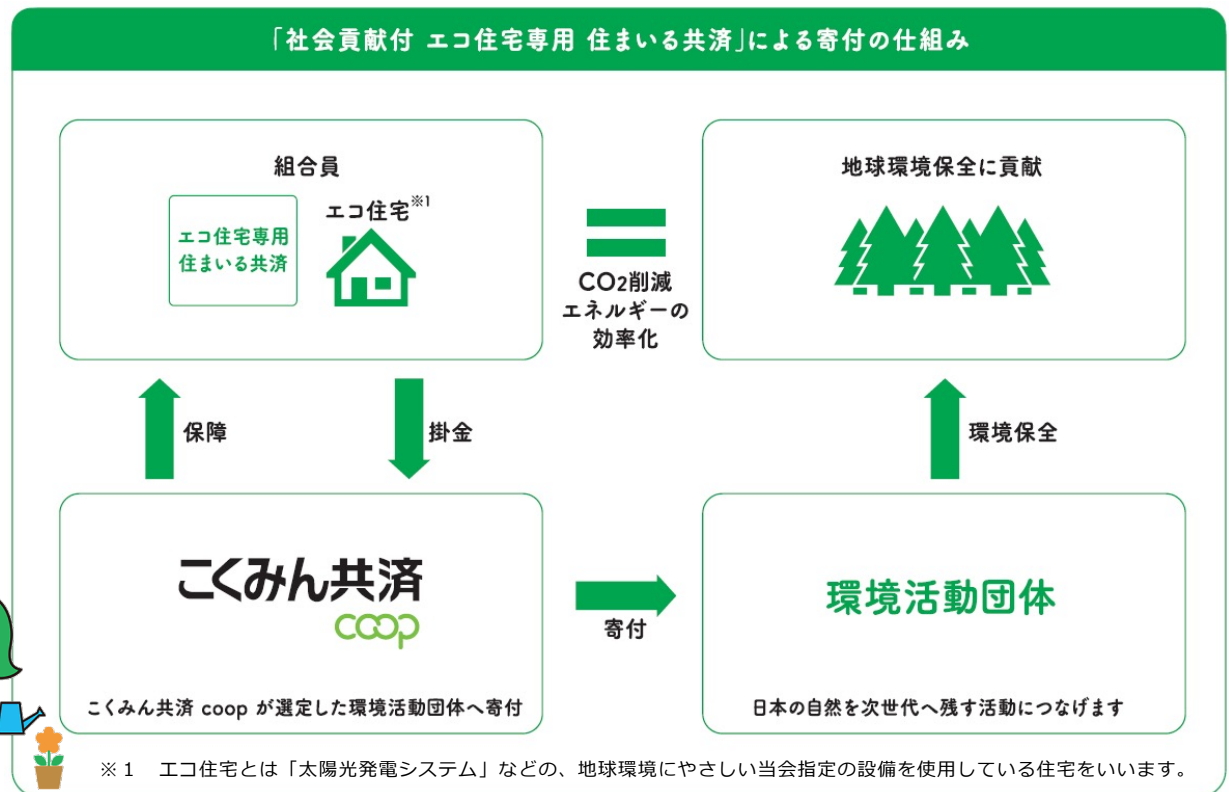 「社会貢献付 エコ住宅専用 住まいる共済」による寄付の仕組み
組合員
エコ住宅専用
住まいる共済
エコ住宅※1
CO2削減
エネルギーの
効率化
地球環境保全に貢献
保障
掛金
環境保全
こくみん共済
coop
こくみん共済 coop が選定した環境活動団体へ寄付
寄付
環境活動団体
日本の自然を次世代へ残す活動につなげます
※1 エコ住宅とは「太陽光発電システム」などの、地球環境にやさしい当会指定の設備を使用している住宅をいいます。